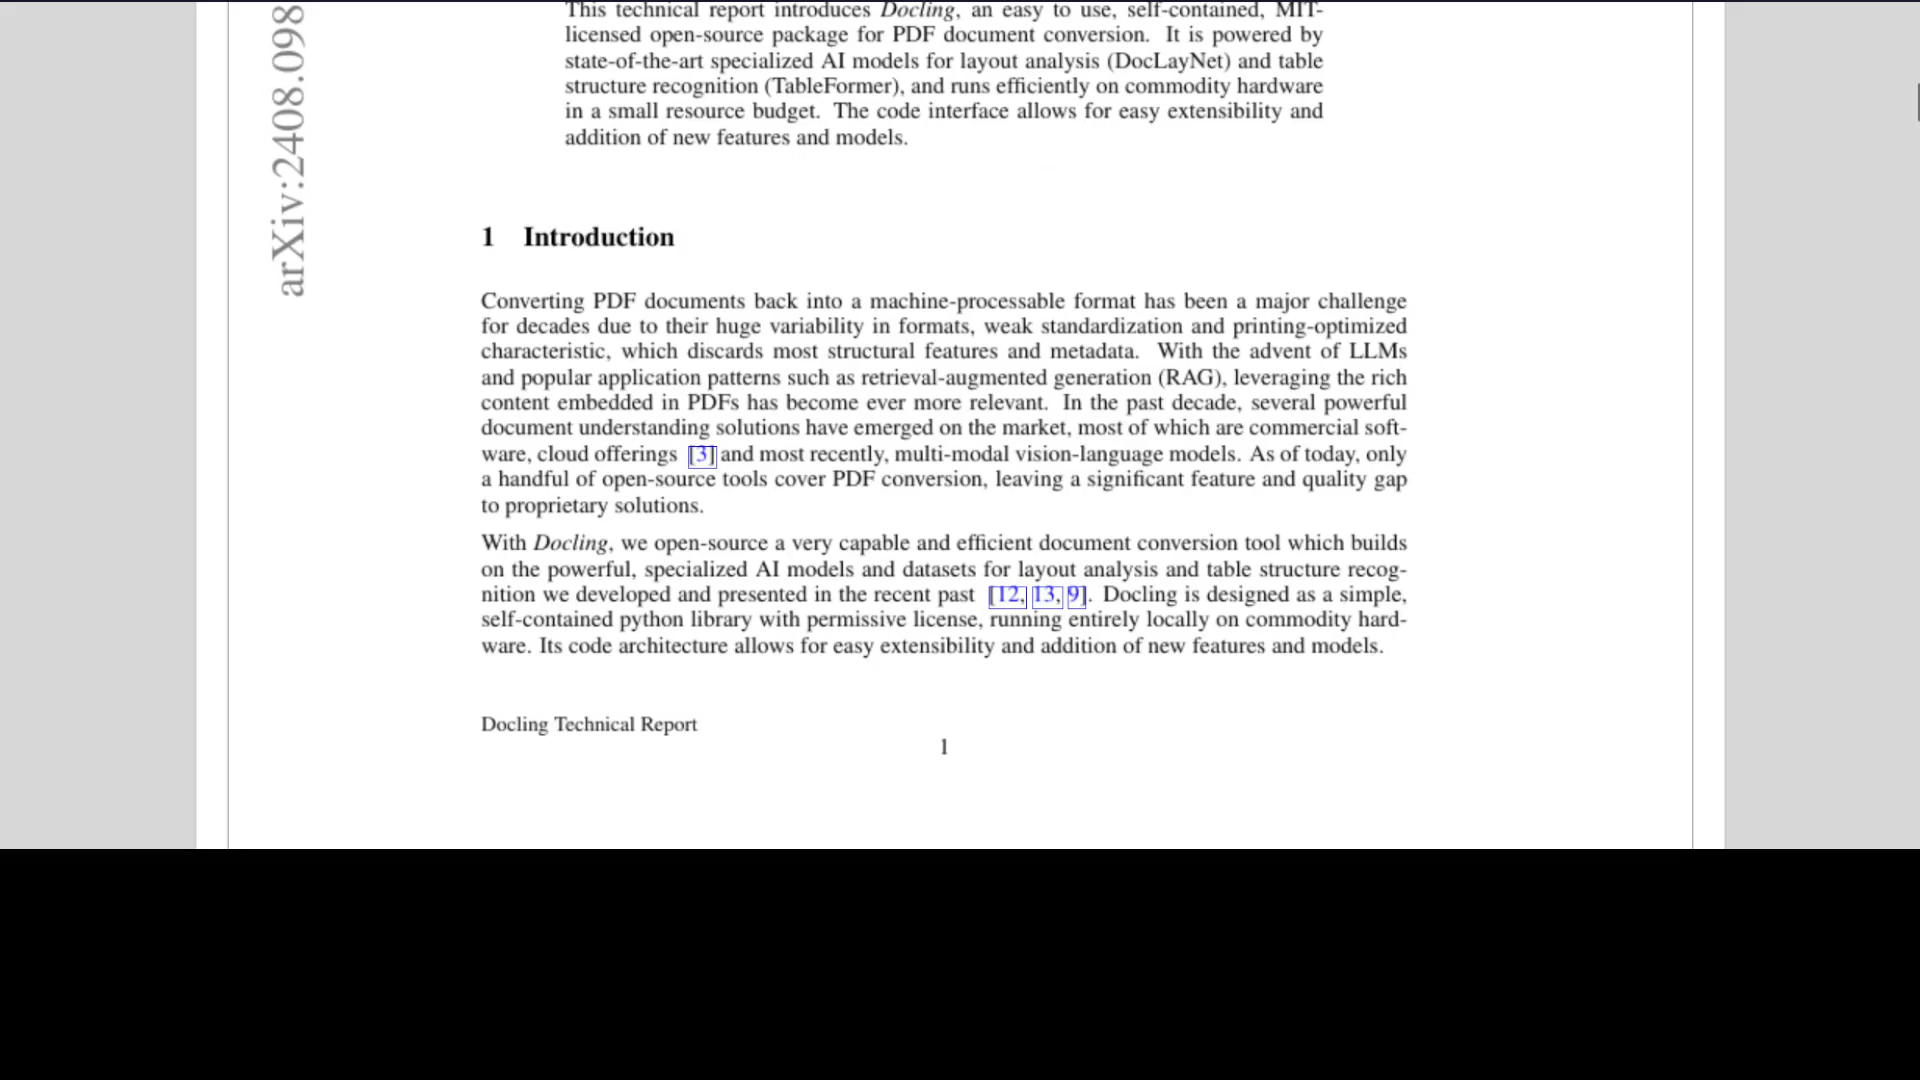 This technical report introduces Docling, an easy to use, self-contained, MIT-
licensed open-source package for PDF document conversion. It is powered by
state-of-the-art specialized AI models for layout analysis (DocLayNet) and table
structure recognition (TableFormer), and runs efficiently on commodity hardware
in a small resource budget. The code interface allows for easy extensibility and
addition of new features and models.
arXiv:2408.098
1 Introduction
Converting PDF documents back into a machine-processable format has been a major challenge
for decades due to their huge variability in formats, weak standardization and printing-optimized
characteristic, which discards most structural features and metadata. With the advent of LLMs
and popular application patterns such as retrieval-augmented generation (RAG), leveraging the rich
content embedded in PDFs has become ever more relevant. In the past decade, several powerful
document understanding solutions have emerged on the market, most of which are commercial soft-
ware, cloud offerings [3] and most recently, multi-modal vision-language models. As of today, only
a handful of open-source tools cover PDF conversion, leaving a significant feature and quality gap
to proprietary solutions.
With Docling, we open-source a very capable and efficient document conversion tool which builds
on the powerful, specialized AI models and datasets for layout analysis and table structure recog-
nition we developed and presented in the recent past [12, 13, 9]. Docling is designed as a simple,
self-contained python library with permissive license, running entirely locally on commodity hard-
ware. Its code architecture allows for easy extensibility and addition of new features and models.
Docling Technical Report
1